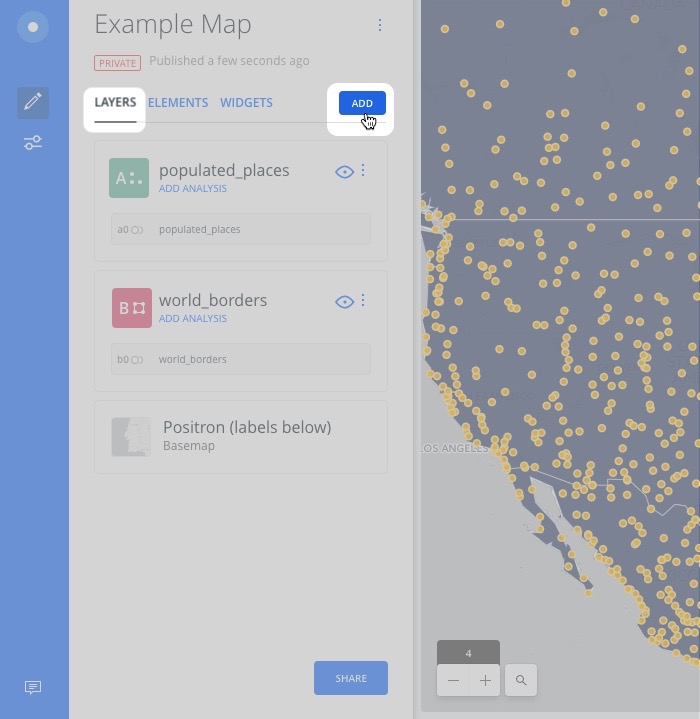 Example Map
PRIVATE Published a few seconds ago
LAYERS ELEMENTS WIDGETS ADD
A populated_places
ADD ANALYSIS
a0 populated_places
B world_borders
ADD ANALYSIS
b0 world_borders
Positron (labels below)
Basemap
SHARE
LOS ANGELES
4